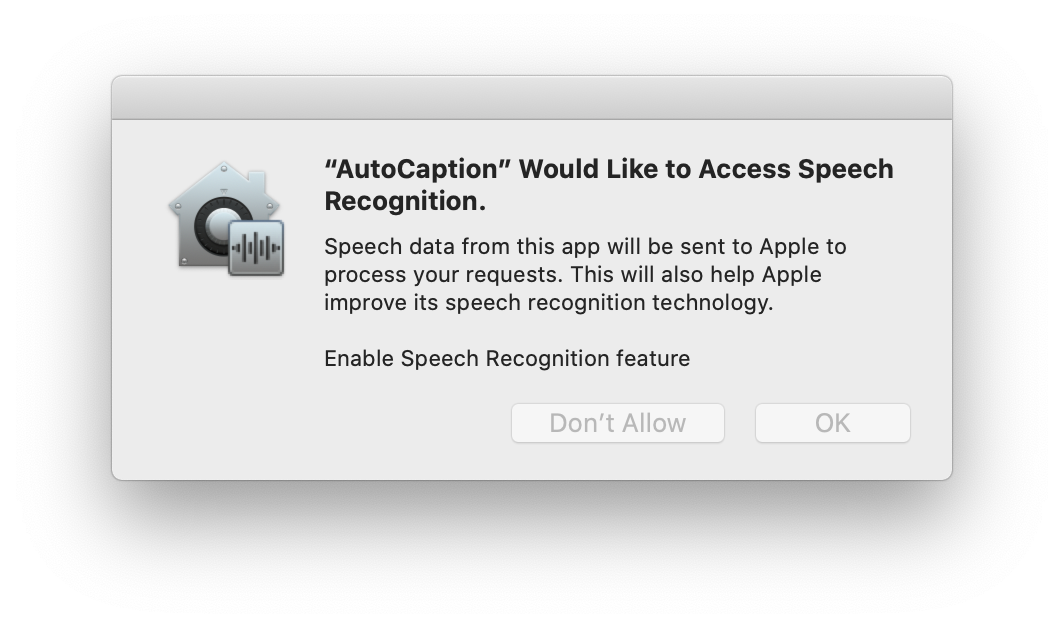 “AutoCaption” Would Like to Access Speech
Recognition.
Speech data from this app will be sent to Apple to
process your requests. This will also help Apple
improve its speech recognition technology.
Enable Speech Recognition feature
Don’t Allow
OK